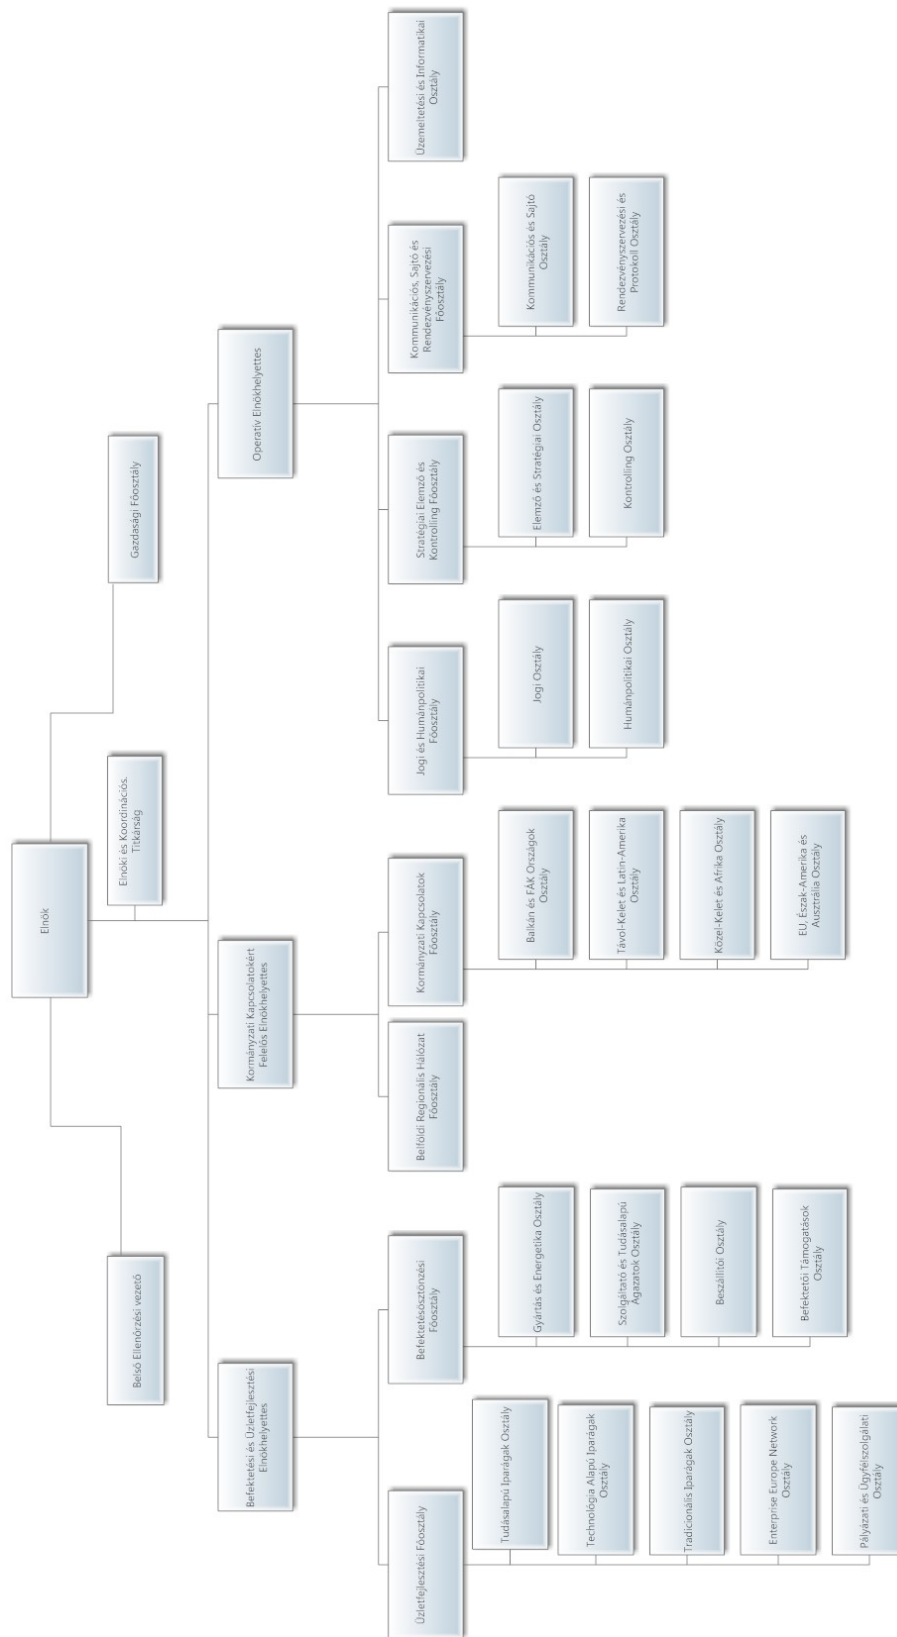 Elnök
Belső Ellenőrzési vezető
Elnöki és Koordinációs.
Titkárság
Gazdasági Főosztály
Befektetési és Üzletfejlesztési
Elnökhelyettes
Kormányzati Kapcsolatokért
Felelős Elnökhelyettes
Operatív Elnökhelyettes
Üzletfejlesztési Főosztály
Befektetésösztönzési
Főosztály
Belföldi Regionális Hálózat
Főosztály
Kormányzati Kapcsolatok
Főosztály
Jogi és Humánpolitikai
Főosztály
Stratégiai Elemző és
Kontrolling Főosztály
Kommunikációs, Sajtó és
Rendezvényszervezési
Főosztály
Üzemeltetési és Informatikai
Osztály
Tudásalapú Iparágak Osztály
Technológia Alapú Iparágak
Osztály
Tradicionális Iparágak Osztály
Enterprise Europe Network
Osztály
Pályázati és Ügyfélszolgálati
Osztály
Gyártás és Energetika Osztály
Szolgáltató és Tudásalapú
Ágazatok Osztály
Beszállítói Osztály
Befektetői Támogatások
Osztály
Balkán és FÁK Országok
Osztály
Távol-Kelet és Latin-Amerika
Osztály
Közel-Kelet és Afrika Osztály
EU, Észak-Amerika és
Ausztrália Osztály
Jogi Osztály
Humánpolitikai Osztály
Elemző és Stratégiai Osztály
Kontrolling Osztály
Kommunikációs és Sajtó
Osztály
Rendezvényszervezési és
Protokoll Osztály